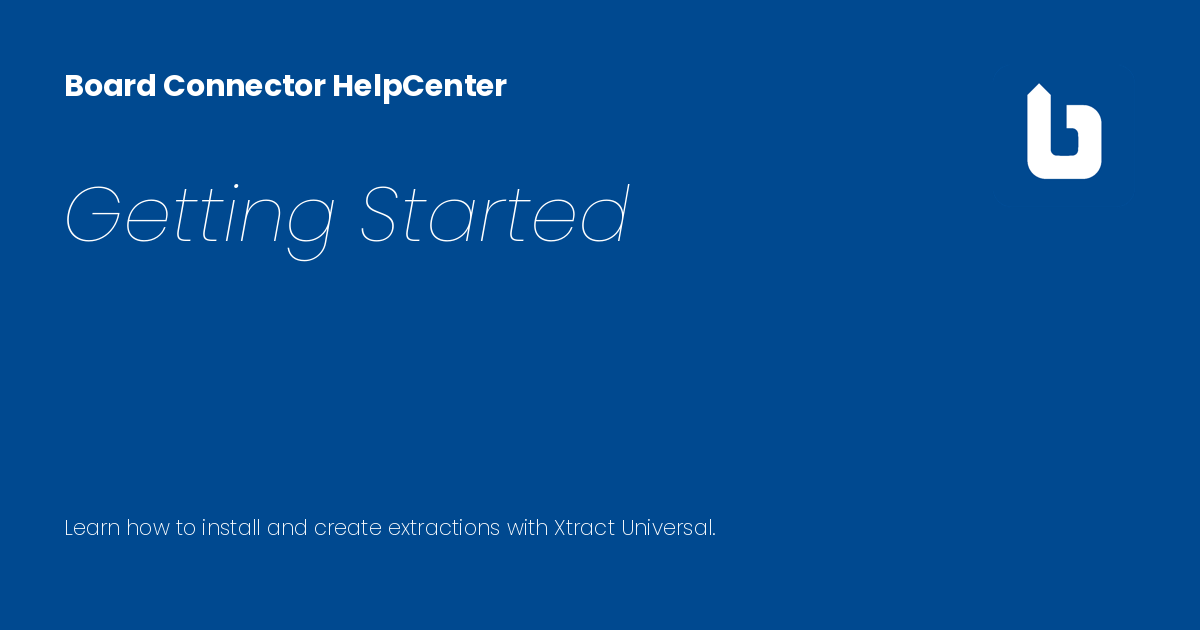 Board Connector HelpCenter
Getting Started
Learn how to install and create extractions with Xtract Universal.